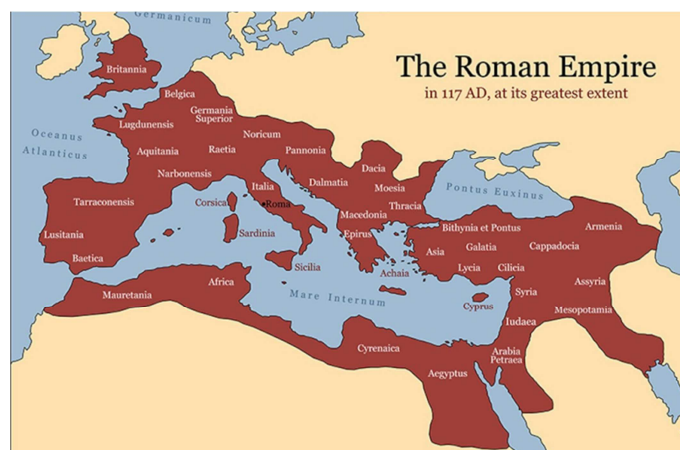 Germanicum
The Roman Empire
in 117 AD, at its greatest extent
Britannia
Belgica
Germania
Superior
Lugdunensis
Oceanus
Atlanticus
Noricum
Aquitania
Raetia
Pannonia
Narbonensis
Dacia
Italia
Dalmatia
Moesia
Pontus Euxinus
Tarraconensis
Corsica
Roma
Thracia
Macedonia
Bithynia et Pontus
Armenia
Lusitania
Sardinia
Epirus
Galatia
Cappadocia
Asia
Baetica
Sicilia
Achaia
Lycia
Cilicia
Africa
Assyria
Mauretania
Mare Internum
Syria
Cyprus
Mesopotamia
Iudaea
Cyrenaica
Arabia
Petraea
Aegyptus